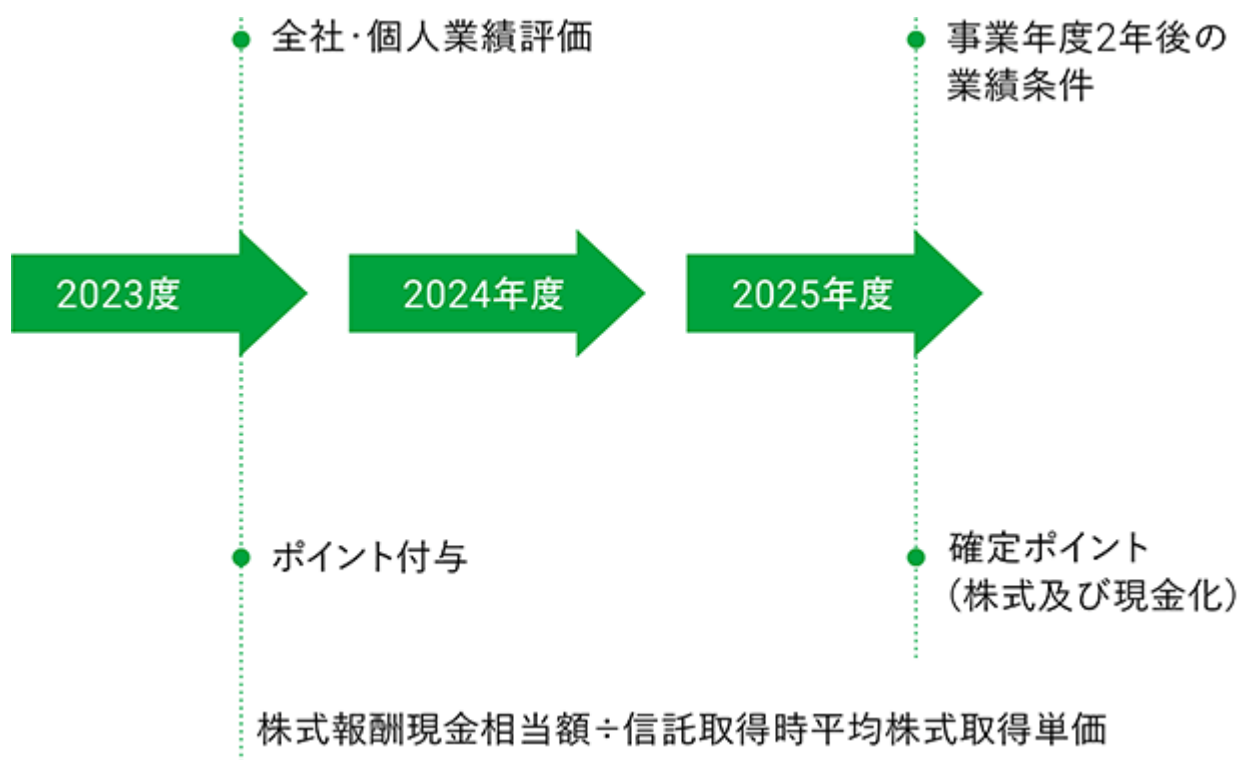 全社･個人業績評価
事業年度2年後の
業績条件
2023度
2024年度
2025年度
ポイント付与
確定ポイント
(株式及び現金化)
株式報酬現金相当額÷信託取得時平均株式取得単価